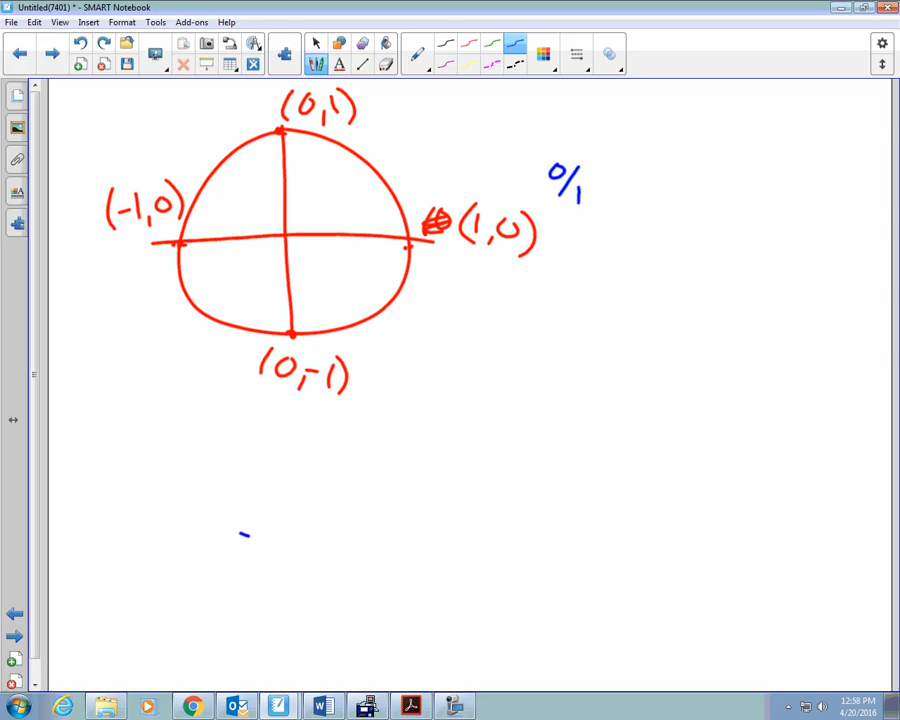 Untitled(7401) * - SMART Notebook
File Edit View Insert Format Tools Add-ons Help
(0,1)
(-1,0)
(1,0)
0/1
(0,-1)
12:58 PM
4/20/2016